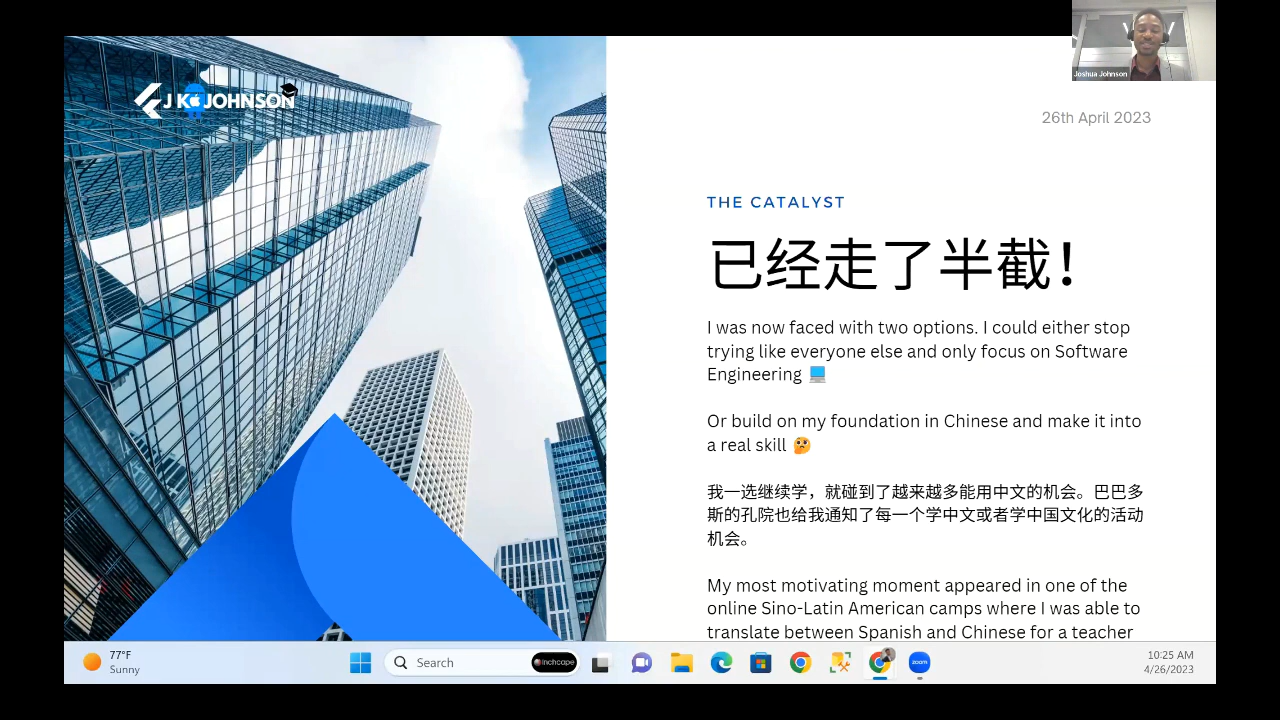 J K JOHNSON
Joshua Johnson
26th April 2023
THE CATALYST
已经走了半截！
I was now faced with two options. I could either stop
trying like everyone else and only focus on Software
Engineering 💻
Or build on my foundation in Chinese and make it into
a real skill 🤔
我一选继续学，就碰到了越来越多能用中文的机会。巴巴多
斯的孔院也给我通知了每一个学中文或者学中国文化的活动
机会。
My most motivating moment appeared in one of the
online Sino-Latin American camps where I was able to
translate between Spanish and Chinese for a teacher
77°F
Sunny
Search
inchcape
zoom
10:25 AM
4/26/2023